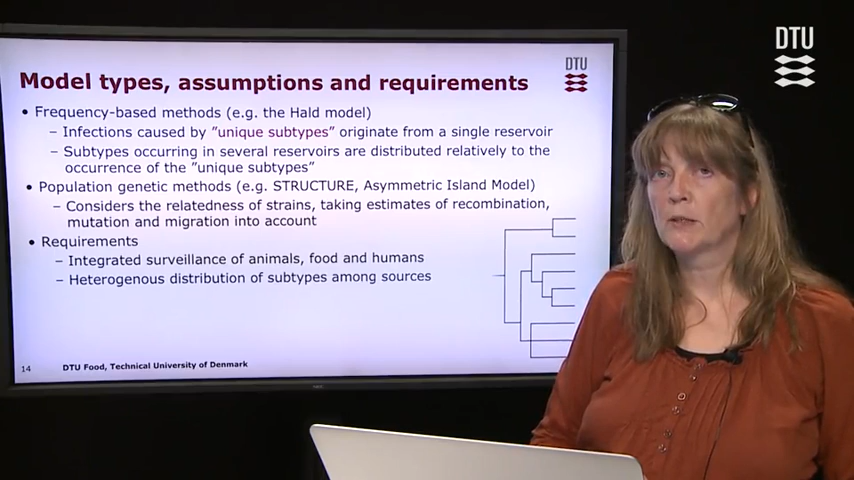 DTU
DTU
Model types, assumptions and requirements
• Frequency-based methods (e.g. the Hald model)
– Infections caused by ”unique subtypes” originate from a single reservoir
– Subtypes occurring in several reservoirs are distributed relatively to the
occurrence of the ”unique subtypes”
• Population genetic methods (e.g. STRUCTURE, Asymmetric Island Model)
– Considers the relatedness of strains, taking estimates of recombination,
mutation and migration into account
• Requirements
– Integrated surveillance of animals, food and humans
– Heterogenous distribution of subtypes among sources
14 DTU Food, Technical University of Denmark